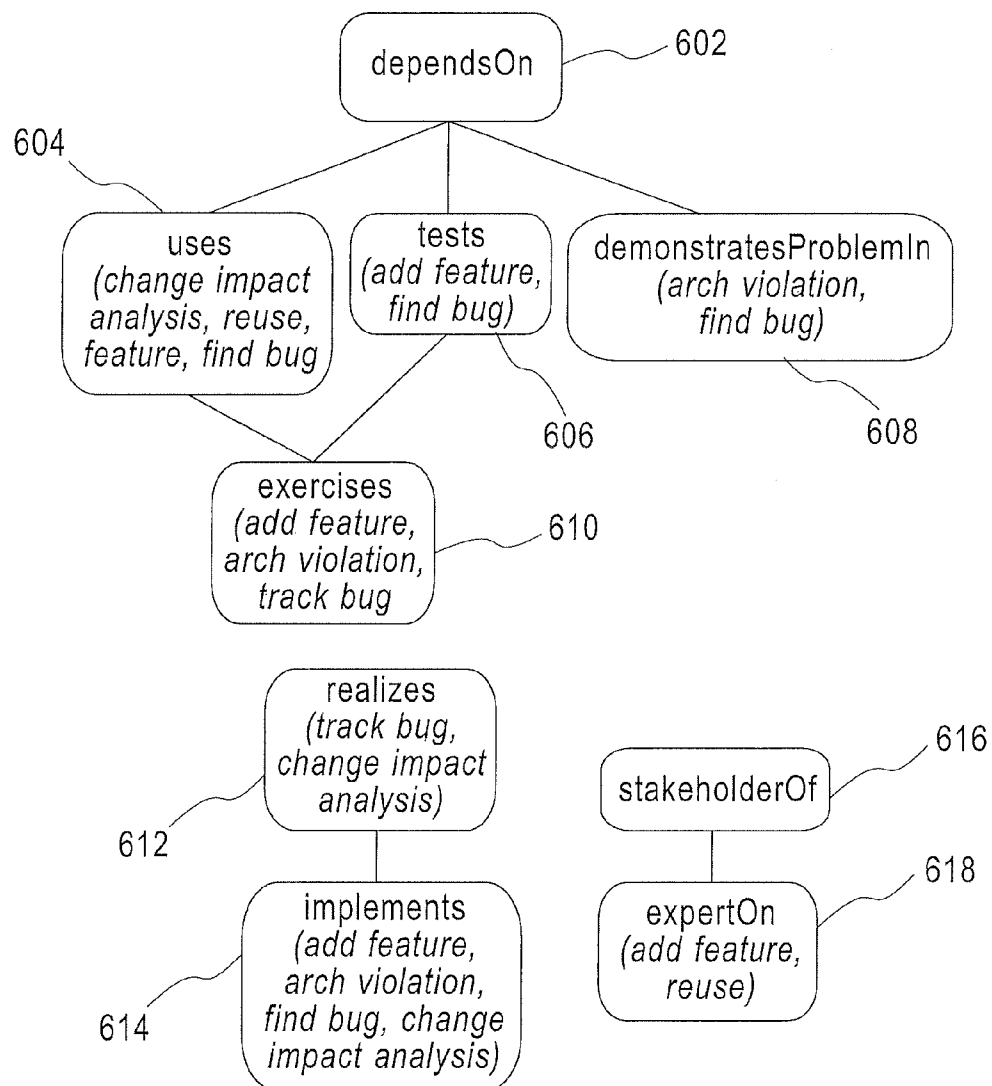 dependsOn
602
604
uses
(change impact
analysis, reuse,
feature, find bug
tests
(add feature,
find bug)
demonstratesProblemIn
(arch violation,
find bug)
606
608
exercises
(add feature,
arch violation,
track bug
610
realizes
(track bug,
change impact
analysis)
612
616
stakeholderOf
implements
(add feature,
arch violation,
find bug, change
impact analysis)
614
618
expertOn
(add feature,
reuse)